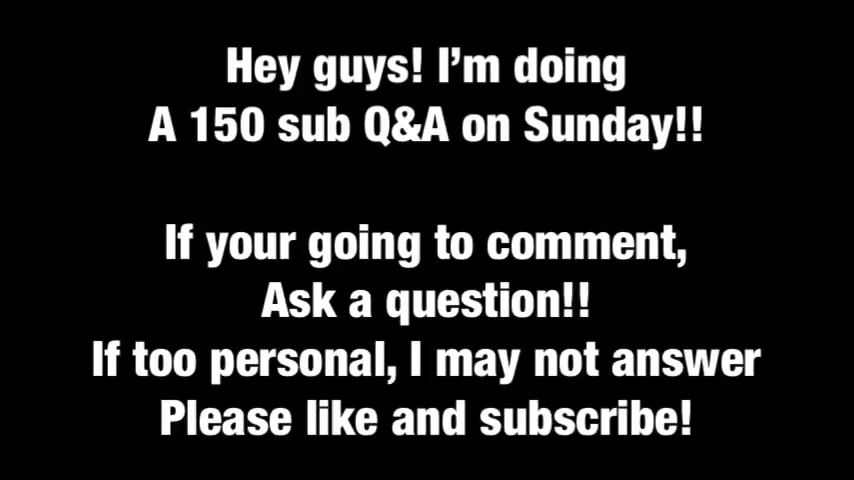 Hey guys! I’m doing
A 150 sub Q&A on Sunday!!
If your going to comment,
Ask a question!!
If too personal, I may not answer
Please like and subscribe!